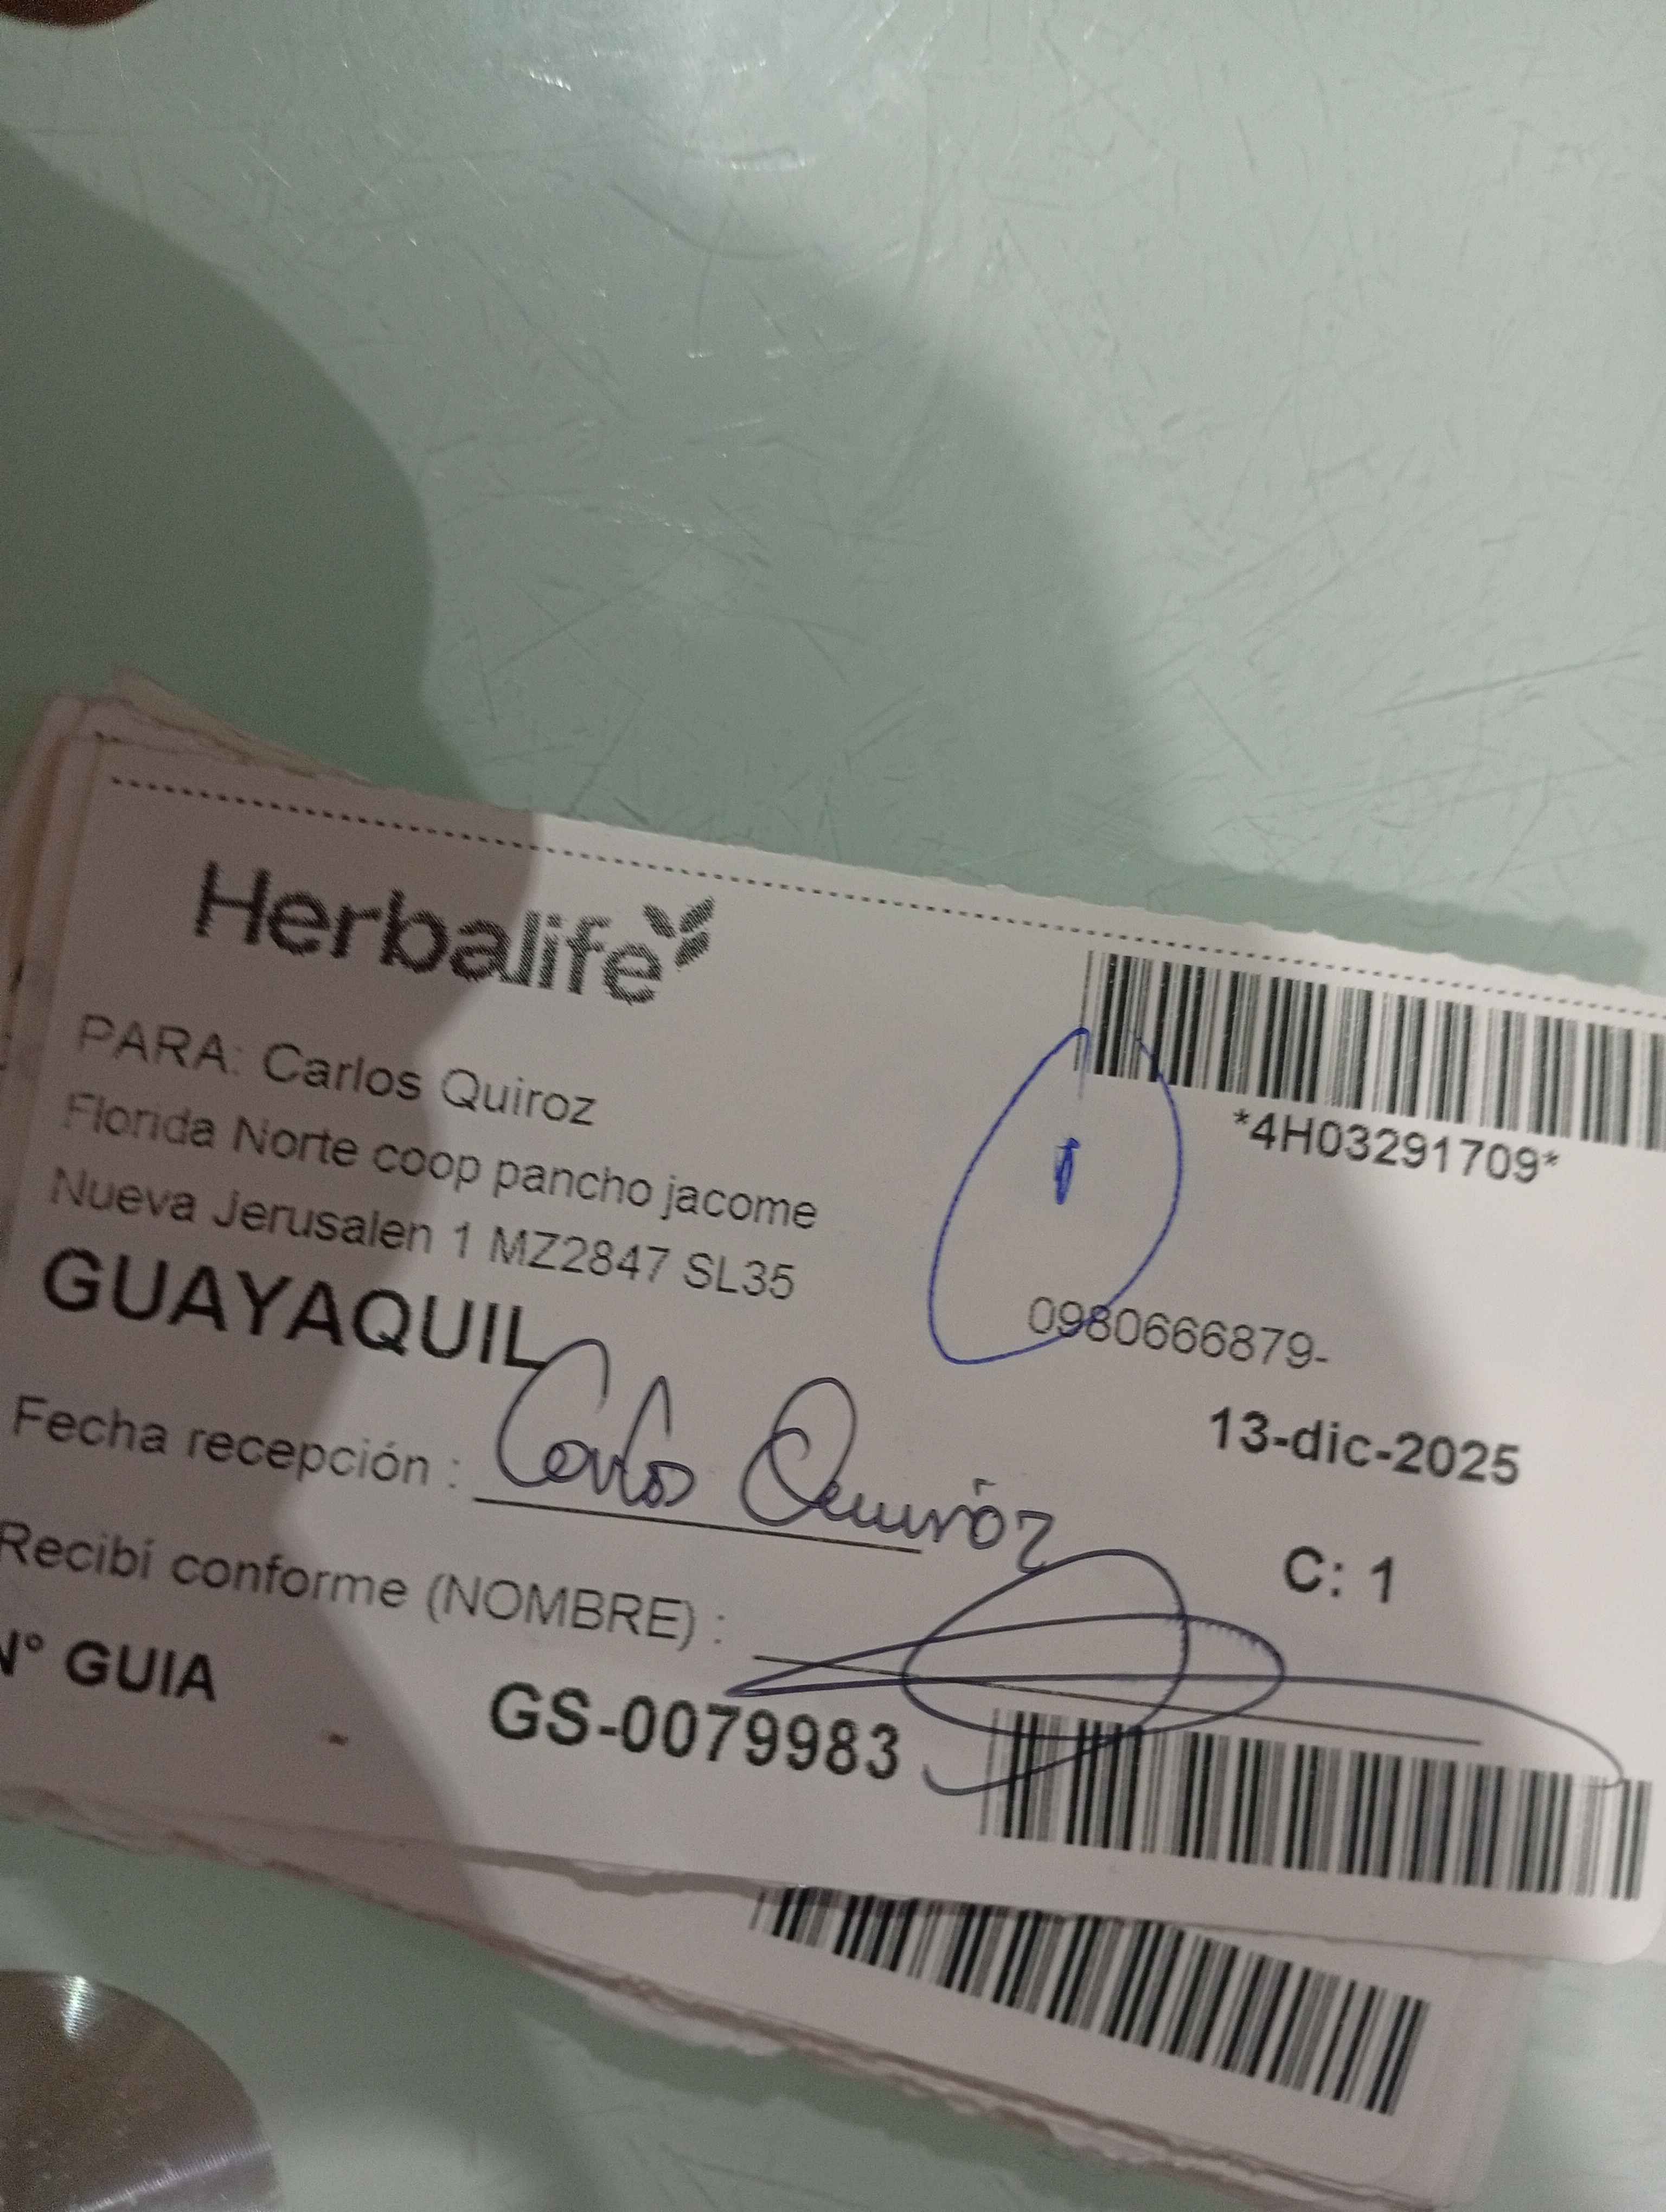 Herbalife
*4H03291709*
PARA: Carlos Quiroz
Florida Norte coop pancho jacome
Nueva Jerusalen 1 MZ2847 SL35
0980666879-
GUAYAQUIL
13-dic-2025
Fecha recepción : Carlos Quiroz
C: 1
Recibí conforme (NOMBRE) :
N° GUIA GS-0079983